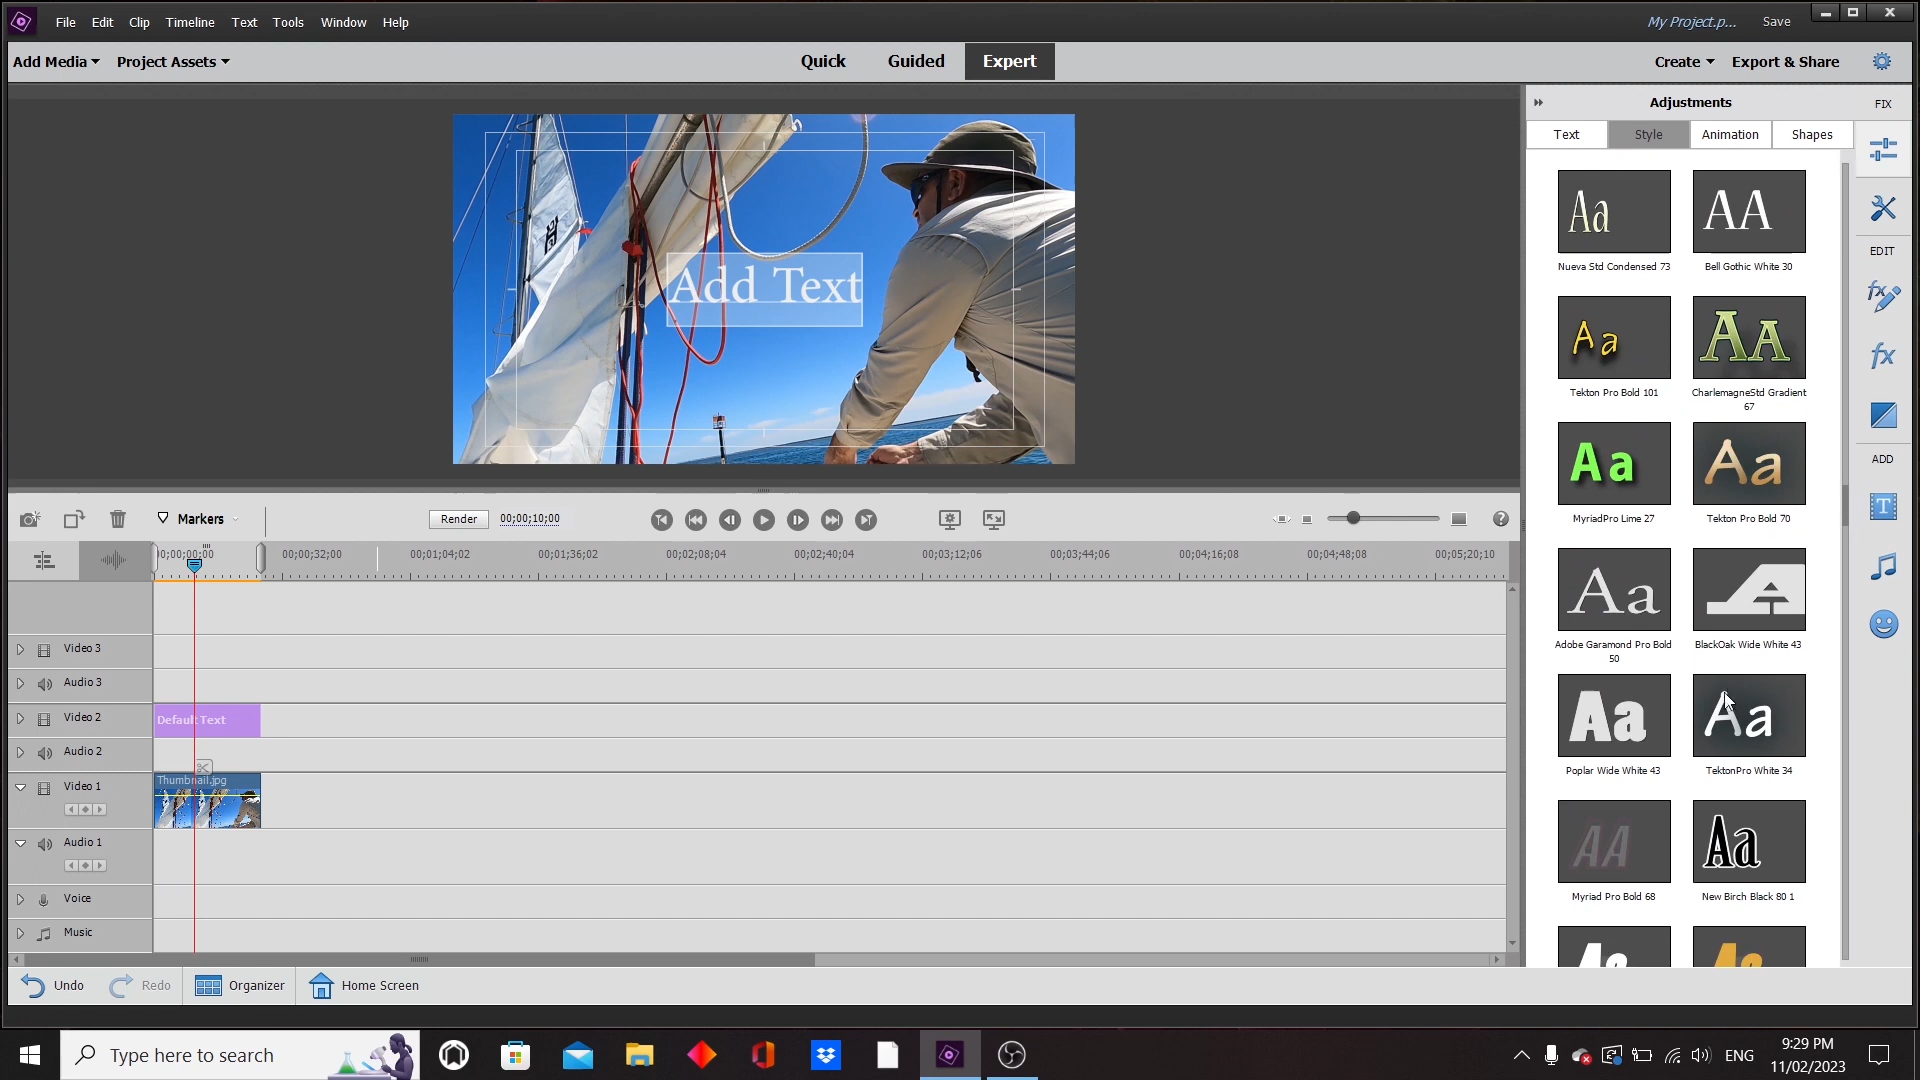 File Edit Clip Timeline Text Tools Window Help
My Project.p... Save
Add Media Project Assets
Quick Guided Expert
Create Export & Share
Adjustments
FIX
Text Style Animation Shapes
Add Text
Nueva Std Condensed 73
Bell Gothic White 30
EDIT
Tekton Pro Bold 101
CharlemagneStd Gradient
67
MyriadPro Lime 27
Tekton Pro Bold 70
ADD
Adobe Garamond Pro Bold
50
BlackOak Wide White 43
Poplar Wide White 43
TektonPro White 34
Myriad Pro Bold 68
New Birch Black 80 1
Aa
AA
Aa
AA
Aa
Aa
Aa
A
Aa
Aa
AA
Aa
Markers
Render 00;00;10;00
00;00;00;00 00;00;32;00 00;01;04;02 00;01;36;02 00;02;08;04 00;02;40;04 00;03;12;06 00;03;44;06 00;04;16;08 00;04;48;08 00;05;20;10
Video 3
Audio 3
Video 2
Default Text
Audio 2
Video 1
Thumbnail.jpg
Audio 1
Voice
Music
Undo Redo Organizer Home Screen
Type here to search
ENG
9:29 PM
11/02/2023